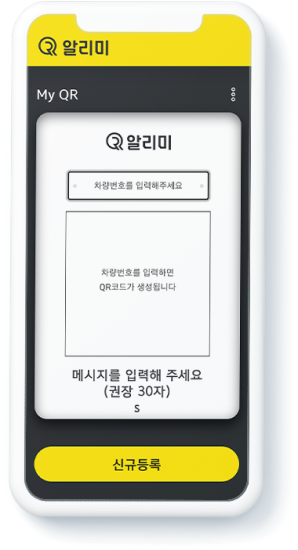 QR 알리미
My QR
QR 알리미
차량번호를 입력해주세요
차량번호를 입력하면
QR코드가 생성됩니다
메시지를 입력해 주세요
(권장 30자)
S
신규등록